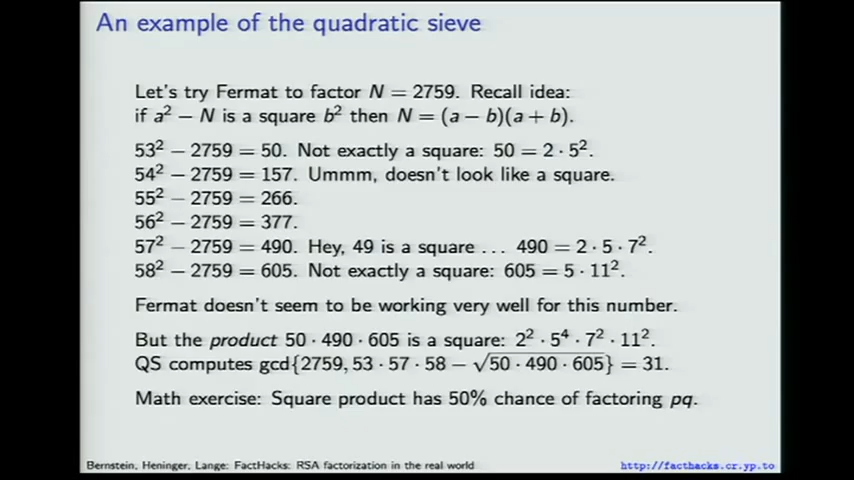 An example of the quadratic sieve
Let's try Fermat to factor N = 2759. Recall idea:
if a² − N is a square b² then N = (a − b)(a + b).
53² − 2759 = 50. Not exactly a square: 50 = 2 · 5².
54² − 2759 = 157. Ummm, doesn't look like a square.
55² − 2759 = 266.
56² − 2759 = 377.
57² − 2759 = 490. Hey, 49 is a square ... 490 = 2 · 5 · 7².
58² − 2759 = 605. Not exactly a square: 605 = 5 · 11².
Fermat doesn't seem to be working very well for this number.
But the product 50 · 490 · 605 is a square: 2² · 5⁴ · 7² · 11².
QS computes gcd{2759, 53 · 57 · 58 − √50 · 490 · 605} = 31.
Math exercise: Square product has 50% chance of factoring pq.
Bernstein, Heninger, Lange: FactHacks: RSA factorization in the real world
http://facthacks.cr.yp.to